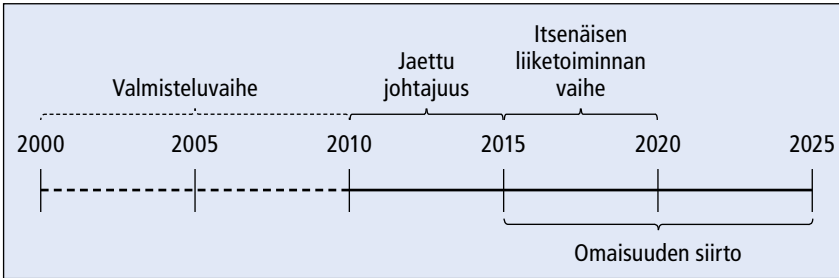 Valmisteluvaihe
Jaettu
johtajuus
Itsenäisen
liiketoiminnan
vaihe
2000 2005 2010 2015 2020 2025
Omaisuuden siirto